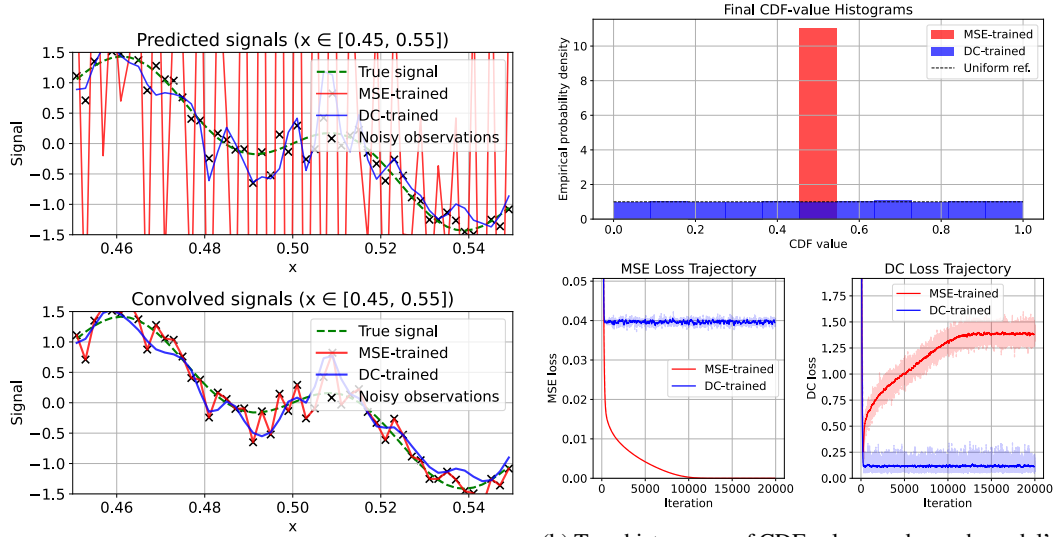 Predicted signals (x ∈ [0.45, 0.55])
Signal
1.5
1.0
0.5
0.0
−0.5
−1.0
−1.5
True signal
MSE-trained
DC-trained
Noisy observations
0.46
0.48
0.50
0.52
0.54
x
Convolved signals (x ∈ [0.45, 0.55])
Signal
1.5
1.0
0.5
0.0
−0.5
−1.0
−1.5
True signal
MSE-trained
DC-trained
Noisy observations
0.46
0.48
0.50
0.52
0.54
x
Final CDF-value Histograms
Empirical probability density
10
8
6
4
2
0
MSE-trained
DC-trained
Uniform ref.
0.0
0.2
0.4
0.6
0.8
1.0
CDF value
MSE Loss Trajectory
MSE loss
0.05
0.04
0.03
0.02
0.01
0.00
MSE-trained
DC-trained
0
5000
10000
15000
20000
Iteration
DC Loss Trajectory
DC loss
1.75
1.50
1.25
1.00
0.75
0.50
0.25
0.00
MSE-trained
DC-trained
0
5000
10000
15000
20000
Iteration